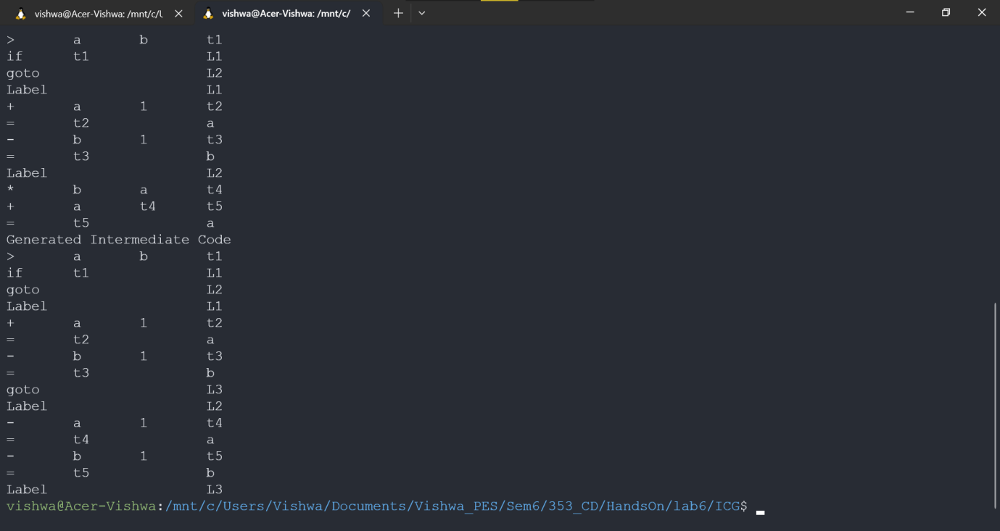 vishwa@Acer-Vishwa: /mnt/c/L vishwa@Acer-Vishwa: /mnt/c/
> a b t1
if t1 L1
goto L2
Label L1
+ a 1 t2
= t2 a
- b 1 t3
= t3 b
Label L2
* b a t4
+ a t4 t5
= t5 a
Generated Intermediate Code
> a b t1
if t1 L1
goto L2
Label L1
+ a 1 t2
= t2 a
- b 1 t3
= t3 b
goto L3
Label L2
- a 1 t4
= t4 a
- b 1 t5
= t5 b
Label L3
vishwa@Acer-Vishwa:/mnt/c/Users/Vishwa/Documents/Vishwa_PES/Sem6/353_CD/HandsOn/lab6/ICG$